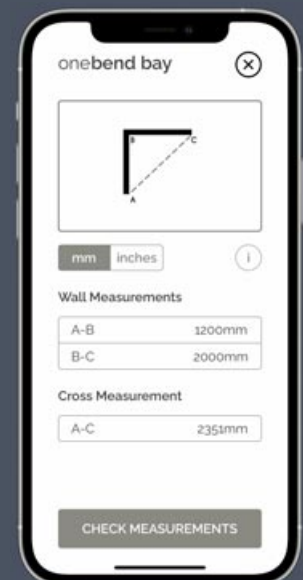 onebend bay
B
C
A
mm inches i
Wall Measurements
A-B 1200mm
B-C 2000mm
Cross Measurement
A-C 2351mm
CHECK MEASUREMENTS